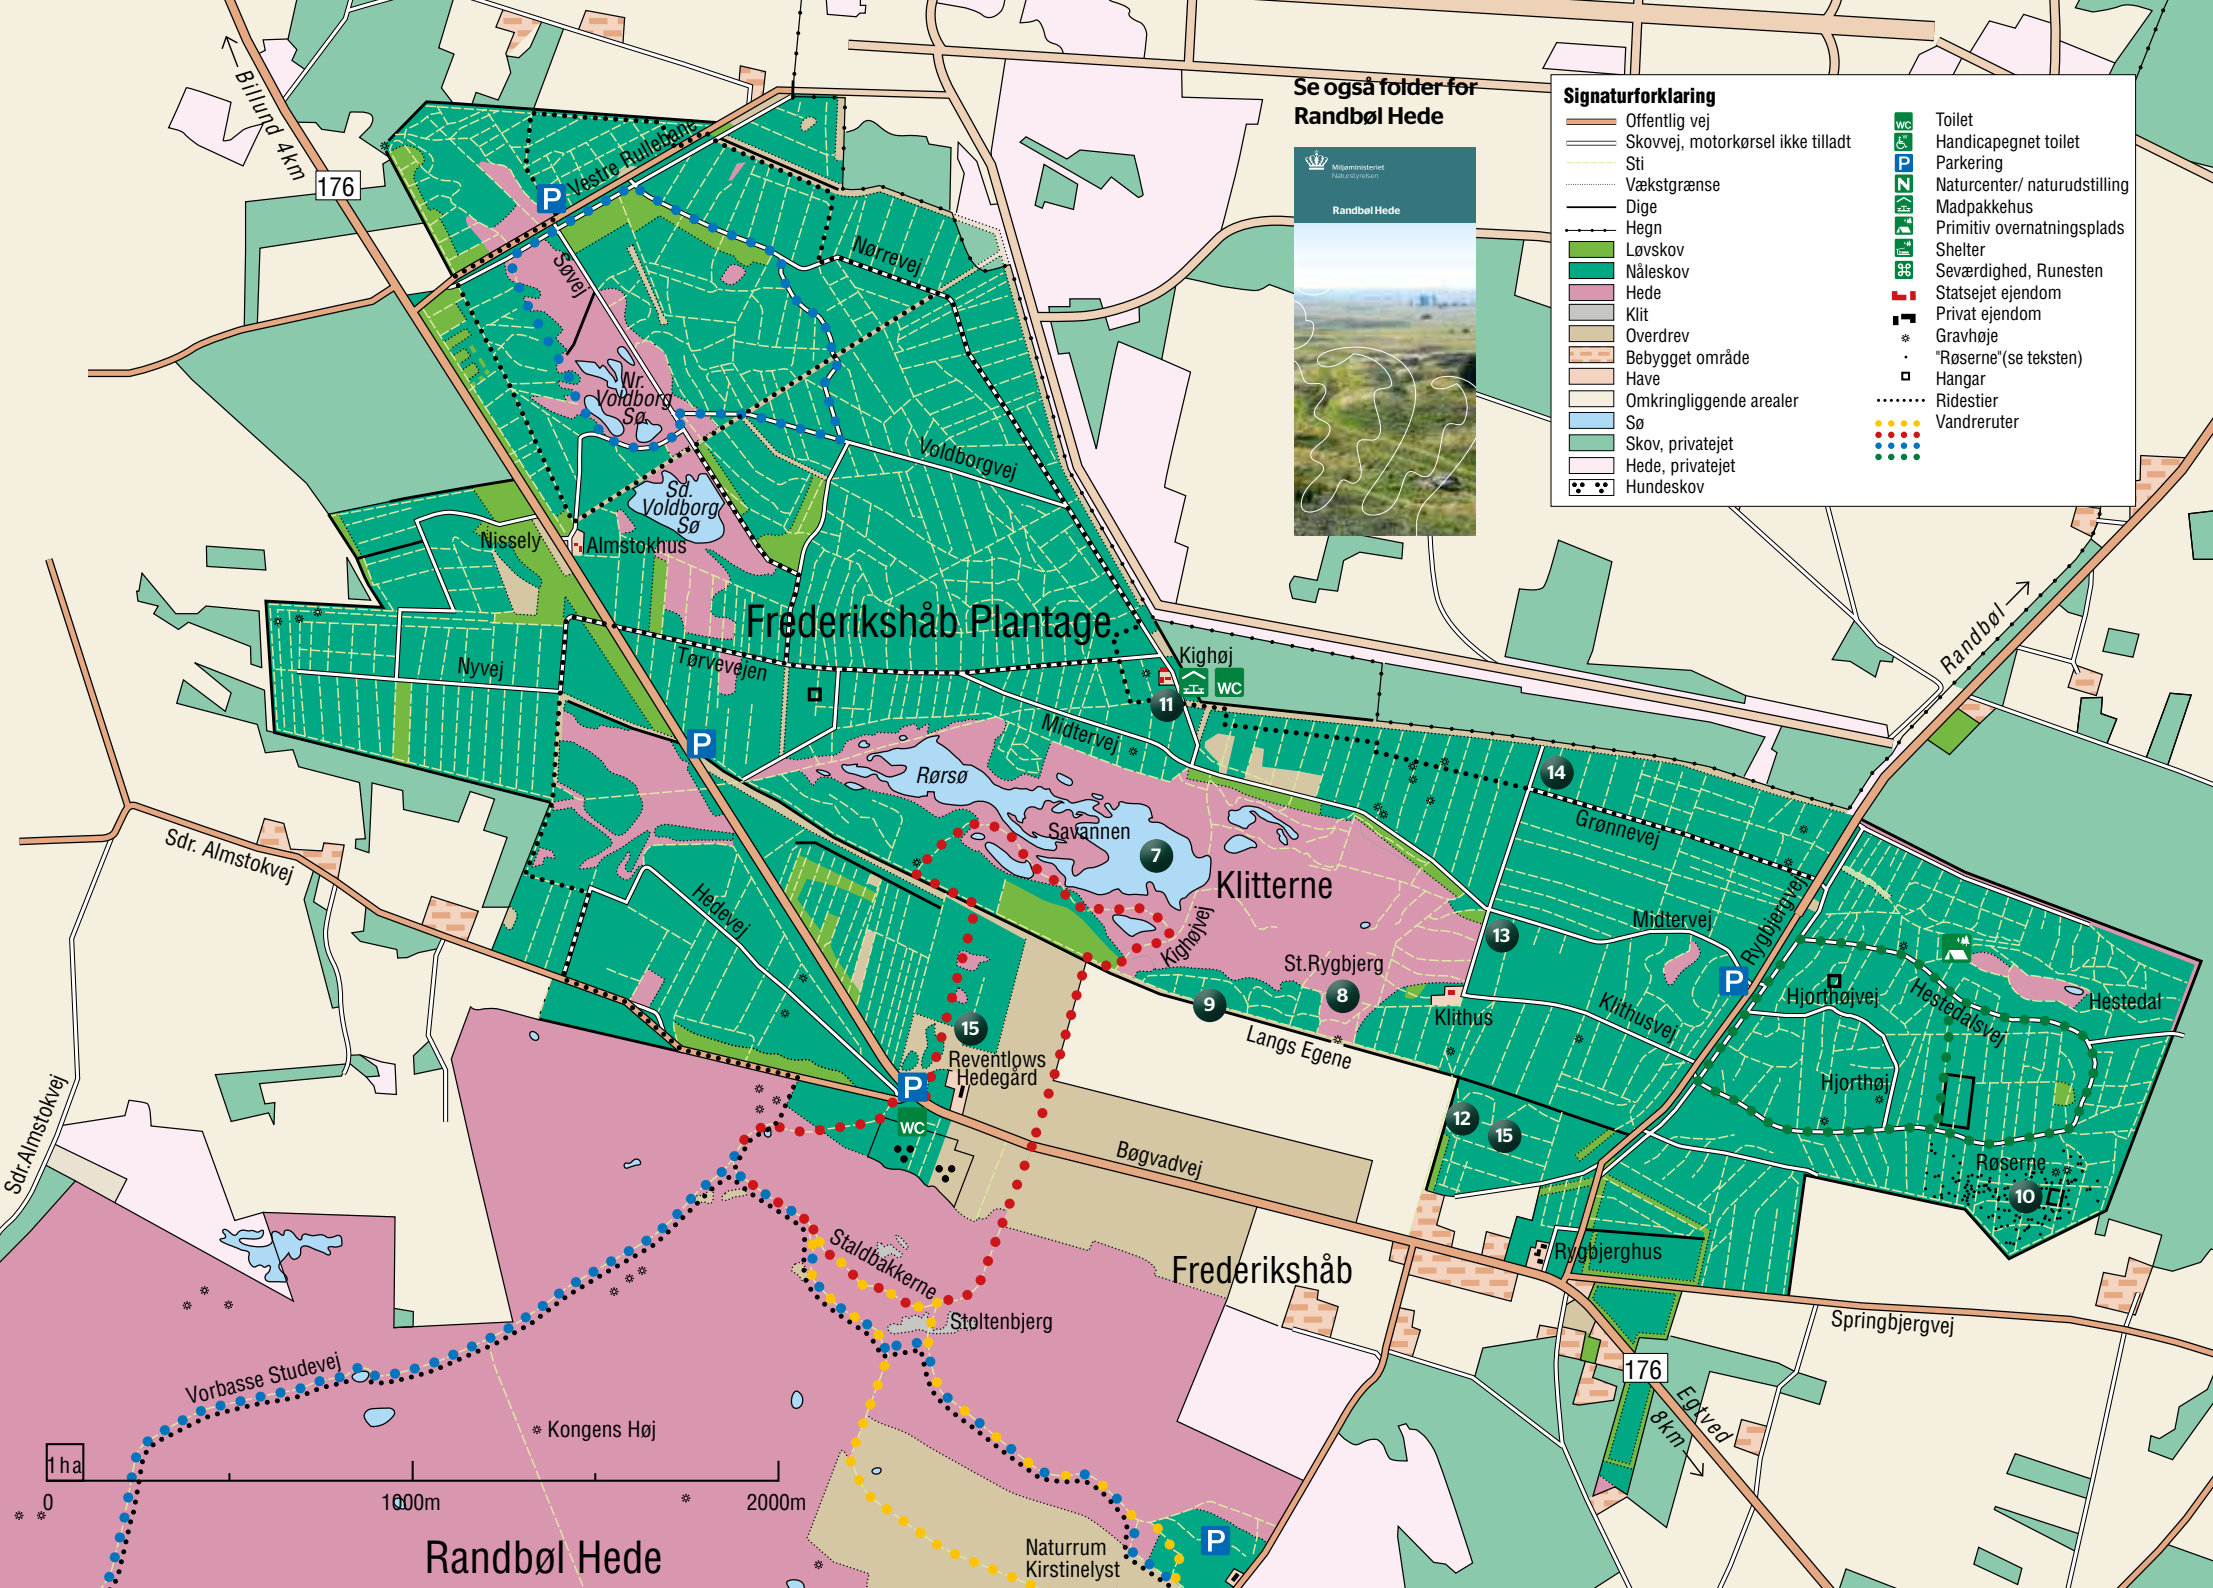 Se også folder for
Randbøl Hede
Miljøministeriet
Naturstyrelsen
Randbøl Hede
Signaturforklaring
Offentlig vej
Skovvej, motorkørsel ikke tilladt
Sti
Vækstgrænse
Dige
Hegn
Løvskov
Nåleskov
Hede
Klit
Overdrev
Bebygget område
Have
Omkringliggende arealer
Sø
Skov, privatejet
Hede, privatejet
Hundeskov
WC
Toilet
Handicapegnet toilet
P
Parkering
N
Naturcenter/ naturudstilling
Madpakkehus
Primitiv overnatningsplads
Shelter
Seværdighed, Runesten
Statsejet ejendom
Privat ejendom
Gravhøje
"Røserne"(se teksten)
Hangar
Ridestier
Vandreruter
Billund 4km
176
P
Vestre Rullebane
Søvej
Nørrevej
Nr.
Voldborg
Sø
Voldborgvej
Sd.
Voldborg
Sø
Nissely
Almstokhus
Frederikshåb Plantage
Tørvevejen
Nyvej
Kighøj
WC
11
Randbøl
P
Midtervej
Rørsø
14
Grønnevej
Savannen
7
Klitterne
Sdr. Almstokvej
Hedevej
Kighøjvej
13
Midtervej
Rygbjergvej
P
St.Rygbjerg
8
9
Klithus
Klithusvej
Hjorthøjvej
Hestedalsvej
Hestedal
15
Langs Egene
Reventlows
Hedegård
P
WC
Hjorthøj
Sdr.Almstokvej
12
15
Bøgvadvej
Røserne
10
Staldbakkerne
Frederikshåb
Rygbjerghus
Stoltenbjerg
Springbjergvej
176
Egtved
8km
Vorbasse Studevej
Kongens Høj
1ha
0
1000m
2000m
Randbøl Hede
Naturrum
Kirstinelyst
P